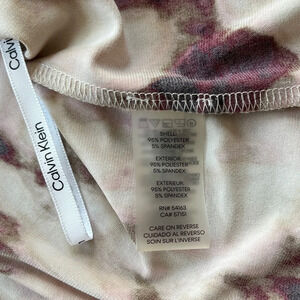 Calvin Klein
SHELL:
95% POLYESTER
5% SPANDEX
EXTERIOR:
95% POLYESTER
5% SPANDEX
EXTERIEUR:
95% POLYESTER
5% SPANDEX
RN# 54163
CA# 57151
CARE ON REVERSE
CUIDADO AL REVERSO
SOIN SUR L'INVERSE